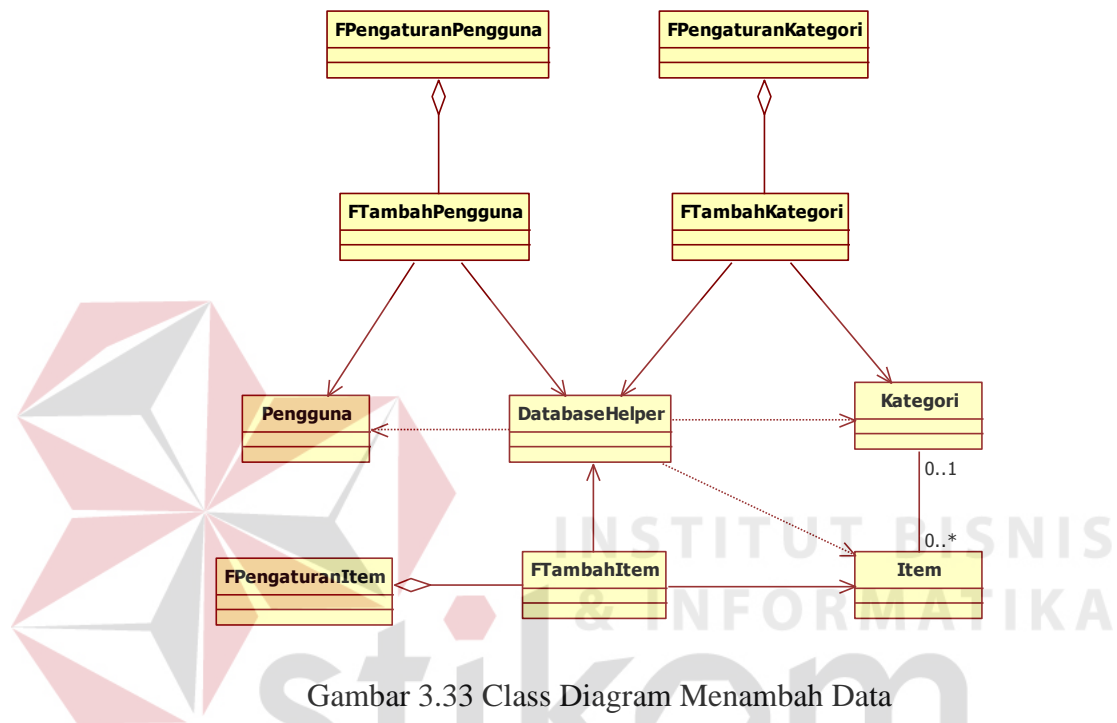 FPengaturanPengguna
FPengaturanKategori
FTambahPengguna
FTambahKategori
Pengguna
DatabaseHelper
Kategori
0..1
0..*
INSTITUT BISNIS
FPengaturanItem
FTambahItem
Item
& INFORMATIKA
stikom
Gambar 3.33 Class Diagram Menambah Data